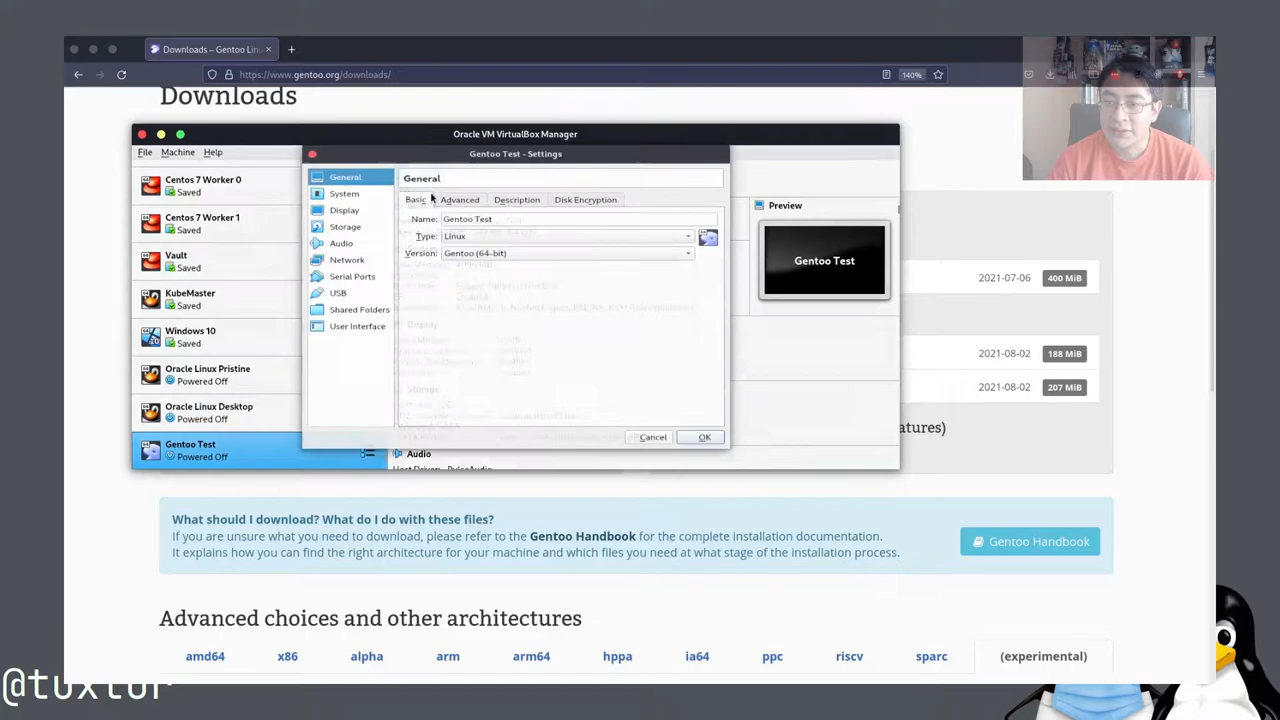 Downloads – Gentoo Linu
https://www.gentoo.org/downloads/
140%
Downloads
Oracle VM VirtualBox Manager
File Machine Help
Gentoo Test - Settings
Centos 7 Worker 0
Saved
Centos 7 Worker 1
Saved
Vault
Saved
KubeMaster
Saved
Windows 10
Saved
Oracle Linux Pristine
Powered Off
Oracle Linux Desktop
Powered Off
Gentoo Test
Powered Off
General
System
Display
Storage
Audio
Network
Serial Ports
USB
Shared Folders
User Interface
General
Basic Advanced Description Disk Encryption
Name: Gentoo Test
Type: Linux
Version: Gentoo (64-bit)
Cancel OK
Audio
Preview
Gentoo Test
2021-07-06 400 MiB
2021-08-02 188 MiB
2021-08-02 207 MiB
atures)
What should I download? What do I do with these files?
If you are unsure what you need to download, please refer to the Gentoo Handbook for the complete installation documentation.
It explains how you can find the right architecture for your machine and which files you need at what stage of the installation process.
Gentoo Handbook
Advanced choices and other architectures
amd64 x86 alpha arm arm64 hppa ia64 ppc riscv sparc (experimental)
@tuxtor